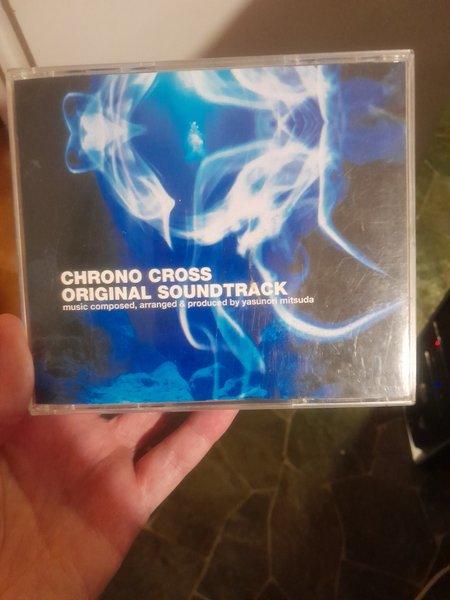 CHRONO CROSS
ORIGINAL SOUNDTRACK
music composed, arranged & produced by yasunori mitsuda